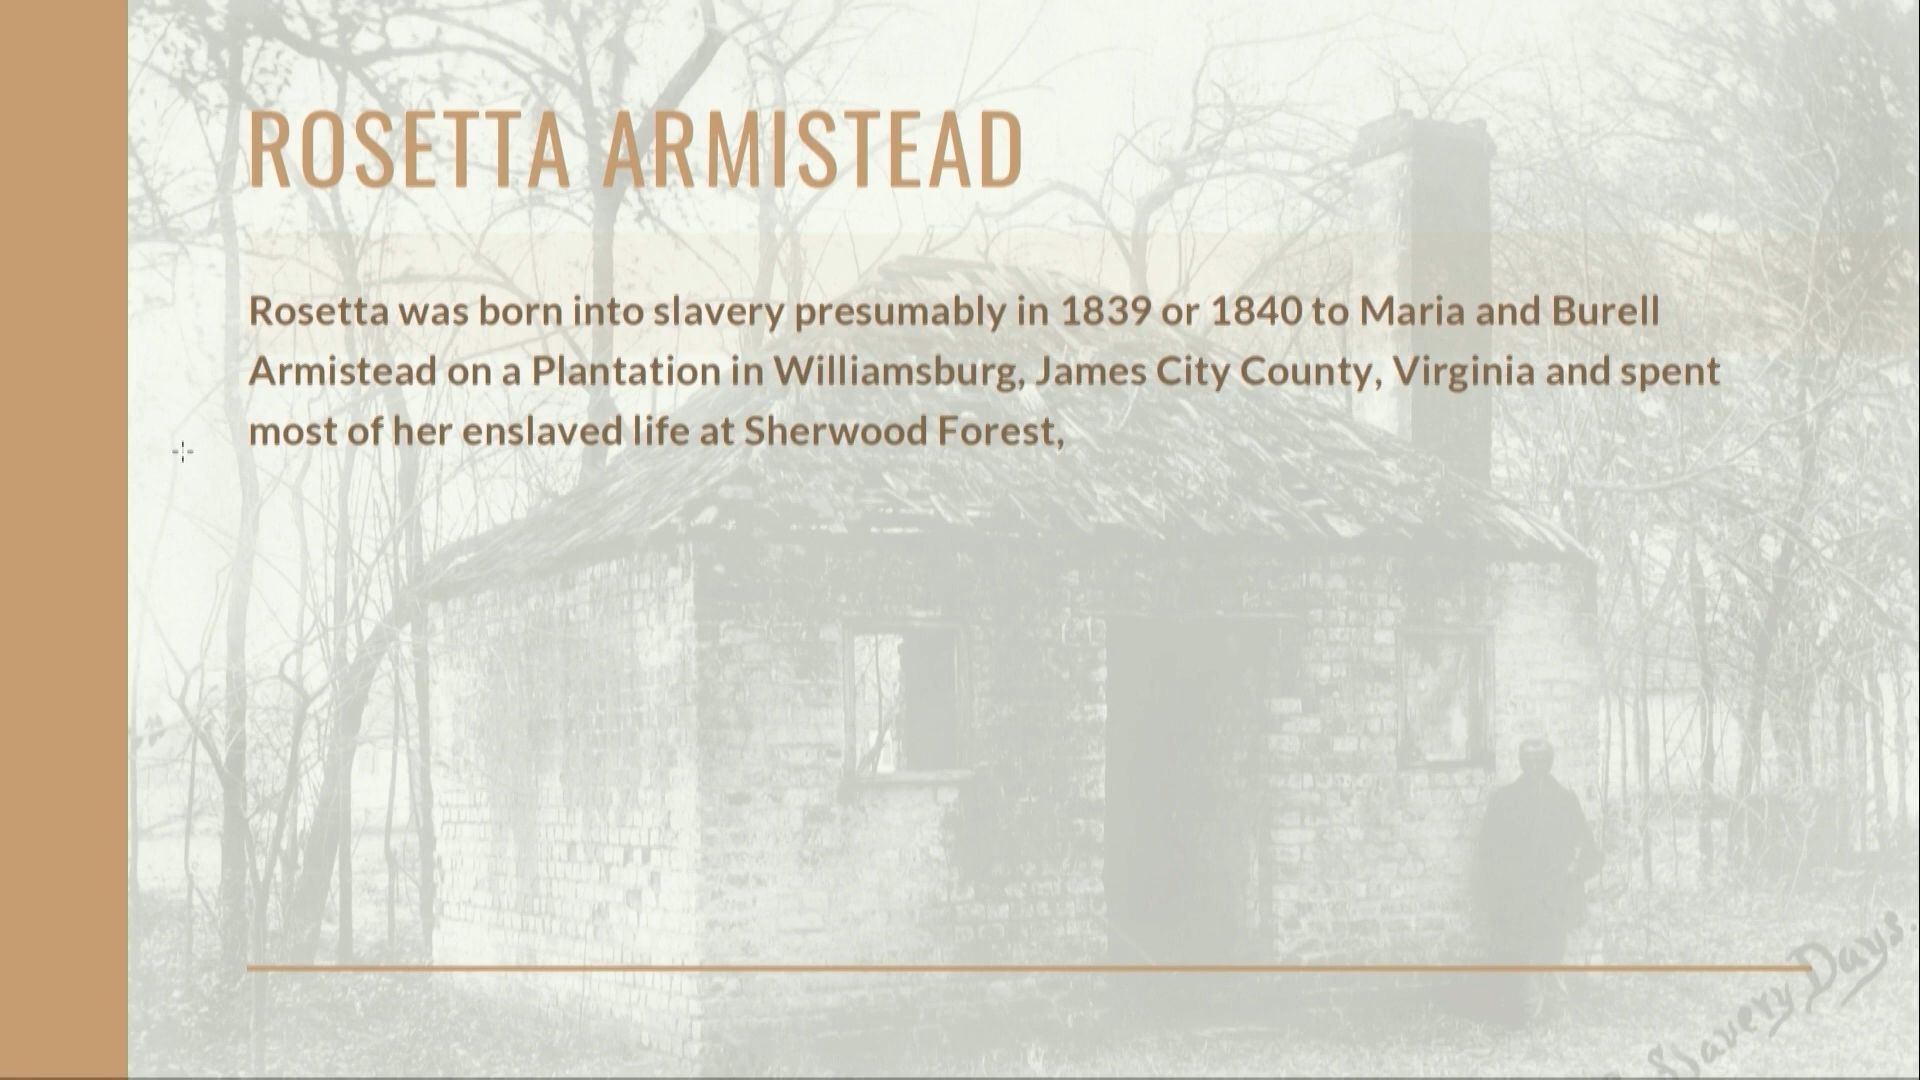 ROSETTA ARMISTEAD
Rosetta was born into slavery presumably in 1839 or 1840 to Maria and Burell
Armistead on a Plantation in Williamsburg, James City County, Virginia and spent
most of her enslaved life at Sherwood Forest,
Slavery Days.